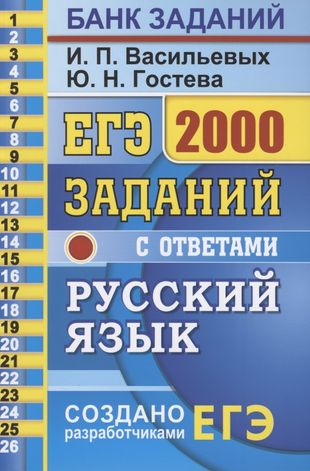 БАНК ЗАДАНИЙ
И. П. Васильевых
Ю. Н. Гостева
ЕГЭ 2000
ЗАДАНИЙ
С ОТВЕТАМИ
РУССКИЙ
ЯЗЫК
СОЗДАНО
разработчиками ЕГЭ
1
2
3
4
5
6
7
8
9
10
11
12
13
14
15
16
17
18
19
20
21
22
23
24
25
26